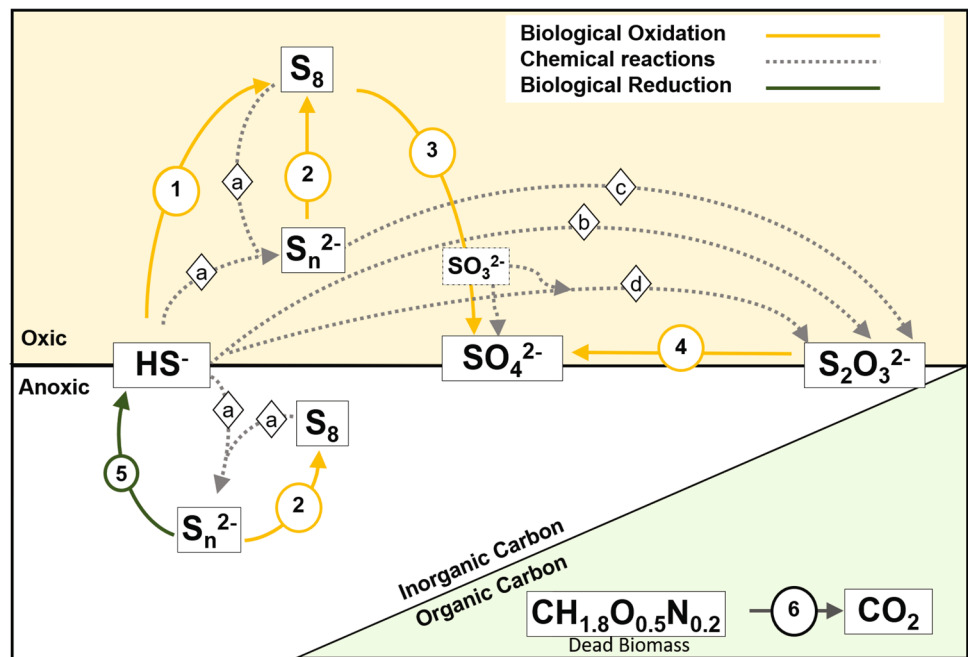 Biological Oxidation
Chemical reactions
Biological Reduction
S₈
3
a
2
1
c
b
Sₙ²⁻
a
SO₃²⁻
d
Oxic
HS⁻
SO₄²⁻
4
S₂O₃²⁻
Anoxic
a
a
S₈
5
2
Sₙ²⁻
Inorganic Carbon
Organic Carbon
CH₁.₈O₀.₅N₀.₂
6
CO₂
Dead Biomass